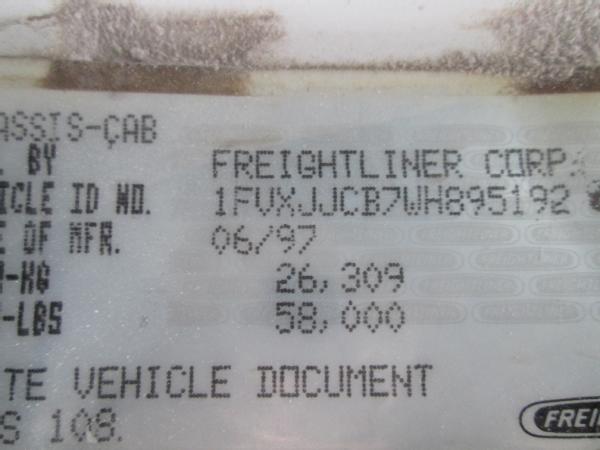 ASSIS-CAB
. BY FREIGHTLINER CORP.
ICLE ID NO. 1FVXJJCB7WH895192
E OF MFR. 06/97
-KG 26,309
-LBS 58,000
TE VEHICLE DOCUMENT
S 108.
FREI